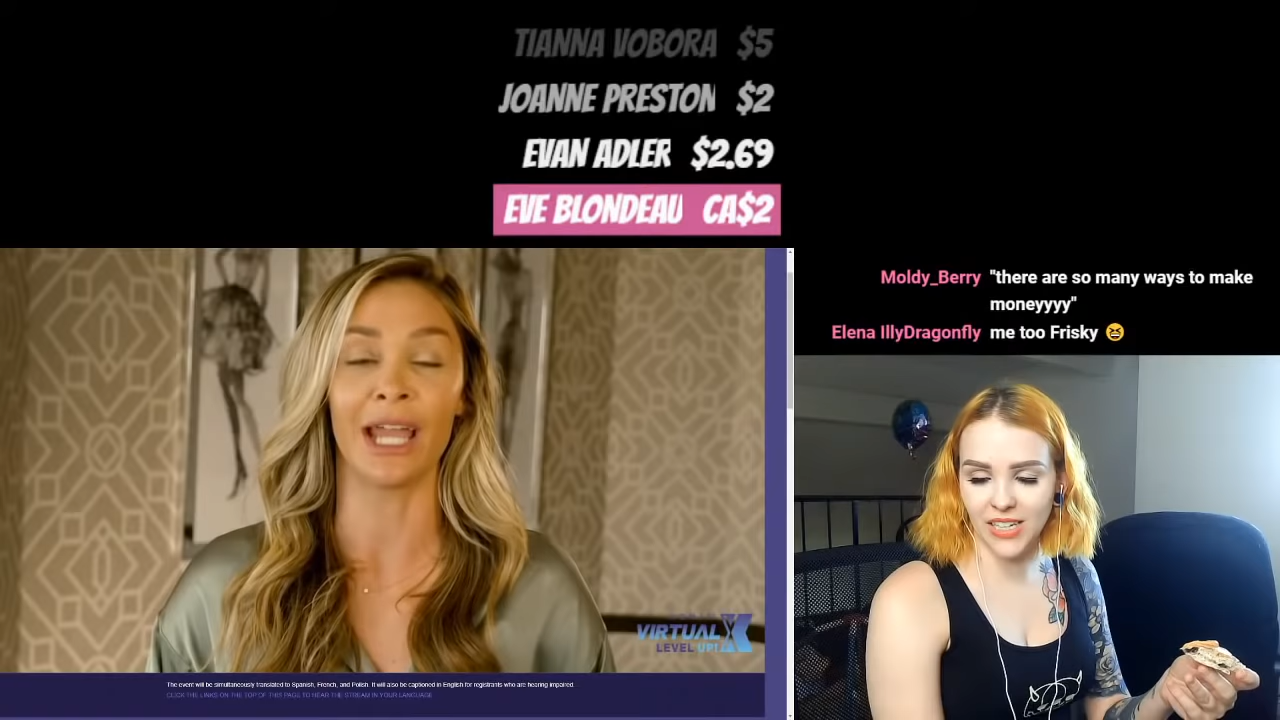 TIANNA VOBORA $5
JOANNE PRESTON $2
EVAN ADLER $2.69
EVE BLONDEAU CA$2
Moldy_Berry "there are so many ways to make
moneyyyy"
Elena IllyDragonfly me too Frisky 😆
VIRTUAL X
LEVEL UP!
The event will be simultaneously translated to Spanish, French, and Polish. It will also be captioned in English for registrants who are hearing impaired.
CLICK THE LINKS ON THE TOP OF THIS PAGE TO HEAR THE STREAM IN YOUR LANGUAGE